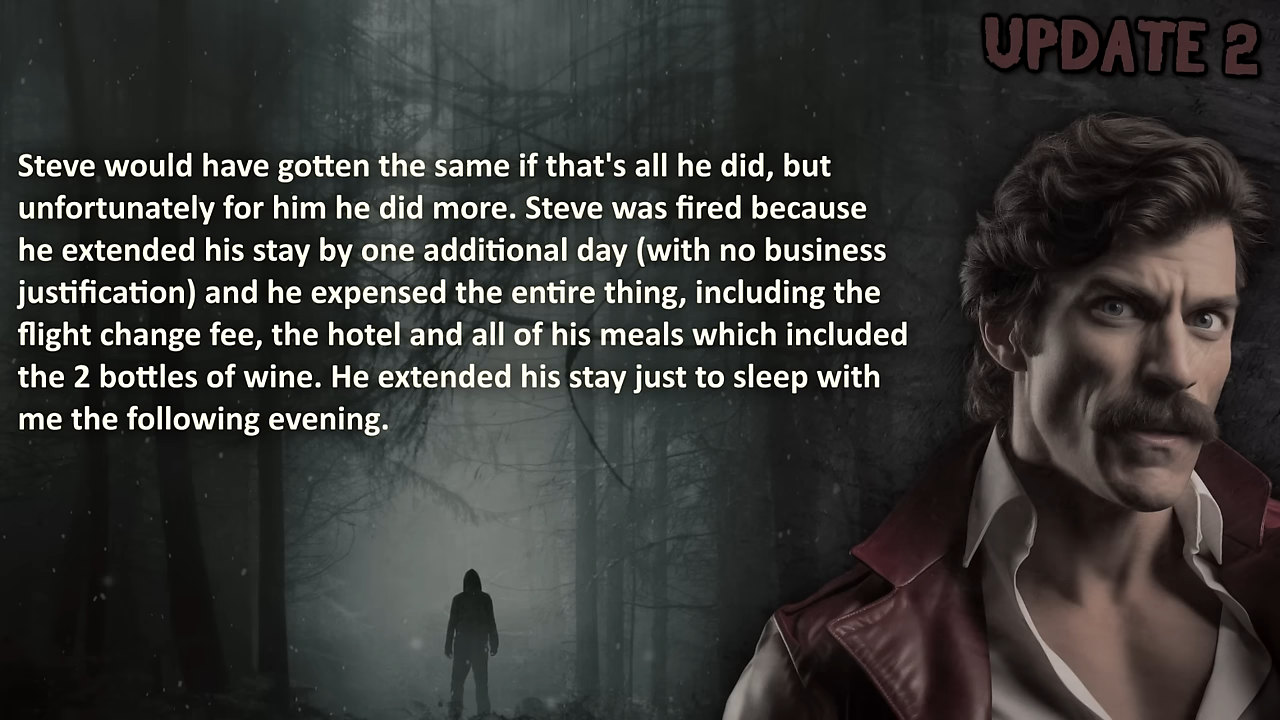 UPDATE 2
Steve would have gotten the same if that's all he did, but
unfortunately for him he did more. Steve was fired because
he extended his stay by one additional day (with no business
justification) and he expensed the entire thing, including the
flight change fee, the hotel and all of his meals which included
the 2 bottles of wine. He extended his stay just to sleep with
me the following evening.